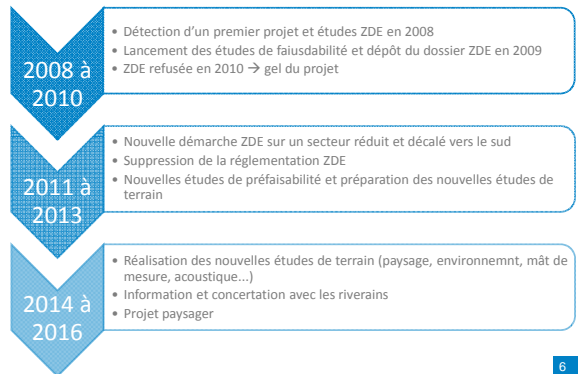 2008 à
2010
• Détection d'un premier projet et études ZDE en 2008
• Lancement des études de faiusdabilité et dépôt du dossier ZDE en 2009
• ZDE refusée en 2010 → gel du projet
2011 à
2013
• Nouvelle démarche ZDE sur un secteur réduit et décalé vers le sud
• Suppression de la réglementation ZDE
• Nouvelles études de préfaisabilité et préparation des nouvelles études de
terrain
2014 à
2016
• Réalisation des nouvelles études de terrain (paysage, environnemnt, mât de
mesure, acoustique...)
• Information et concertation avec les riverains
• Projet paysager
6